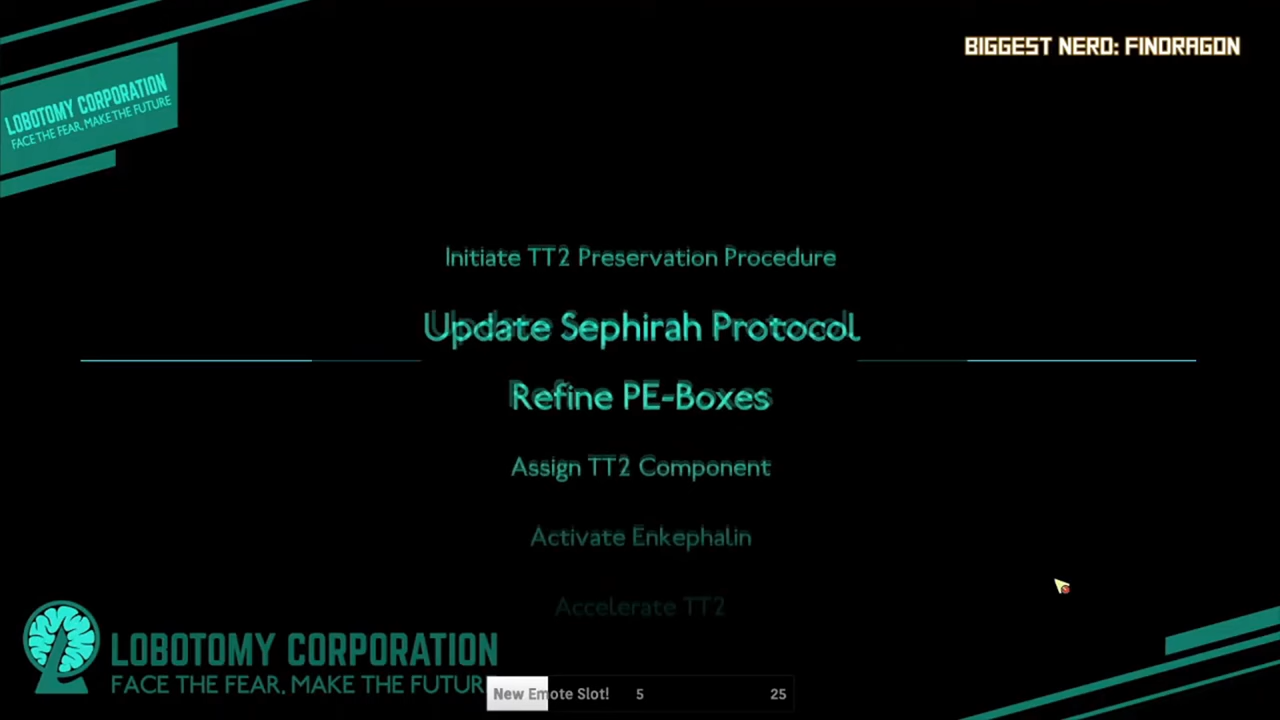 BIGGEST NERD: FINDRAGON
LOBOTOMY CORPORATION
FACE THE FEAR, MAKE THE FUTURE
Initiate TT2 Preservation Procedure
Update Sephirah Protocol
Refine PE-Boxes
Assign TT2 Component
Activate Enkephalin
Accelerate TT2
LOBOTOMY CORPORATION
FACE THE FEAR, MAKE THE FUTUR
New Emote Slot! 5 25